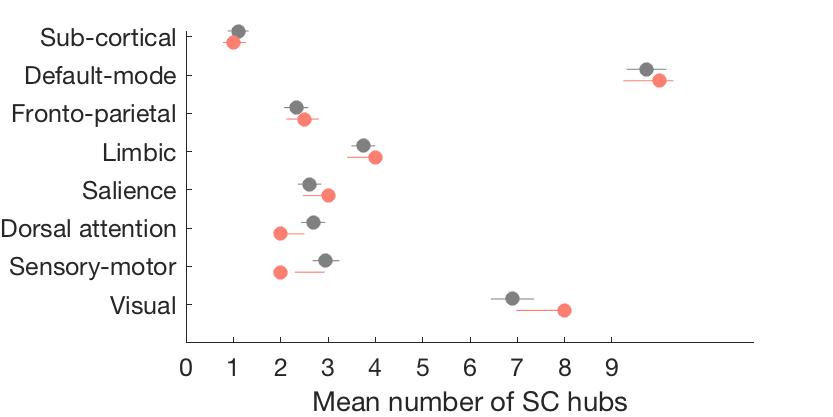 Sub-cortical
Default-mode
Fronto-parietal
Limbic
Salience
Dorsal attention
Sensory-motor
Visual
0 1 2 3 4 5 6 7 8 9
Mean number of SC hubs